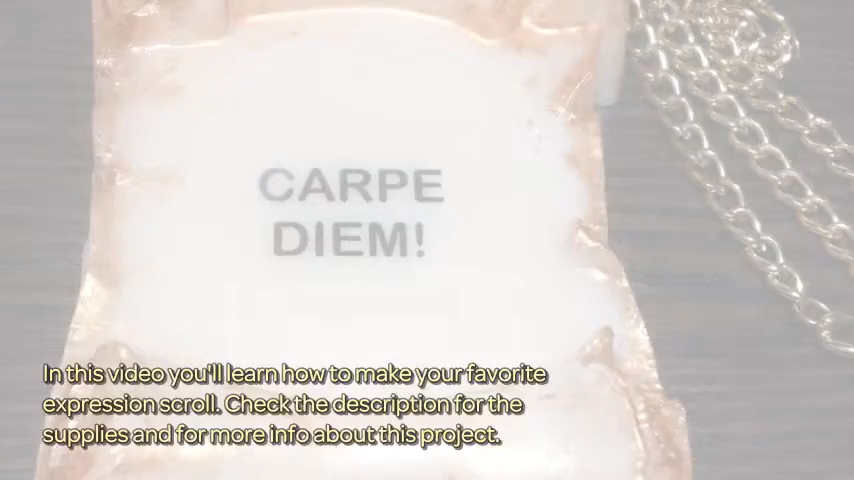 CARPE
DIEM!
In this video you'll learn how to make your favorite
expression scroll. Check the description for the
supplies and for more info about this project.